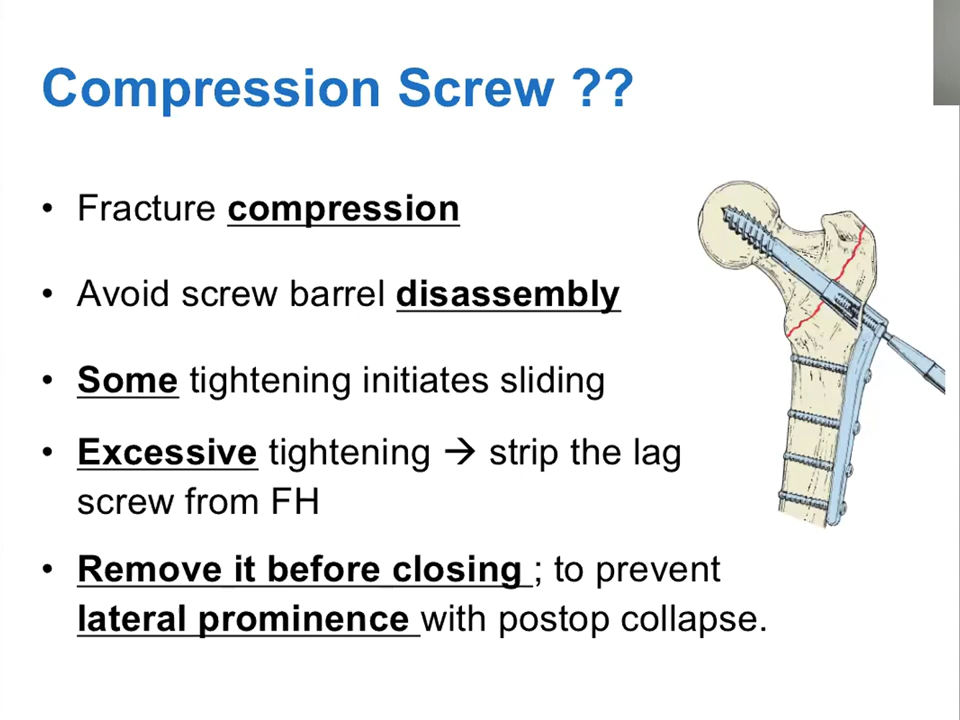 Compression Screw ??
• Fracture compression
• Avoid screw barrel disassembly
• Some tightening initiates sliding
• Excessive tightening → strip the lag
screw from FH
• Remove it before closing ; to prevent
lateral prominence with postop collapse.